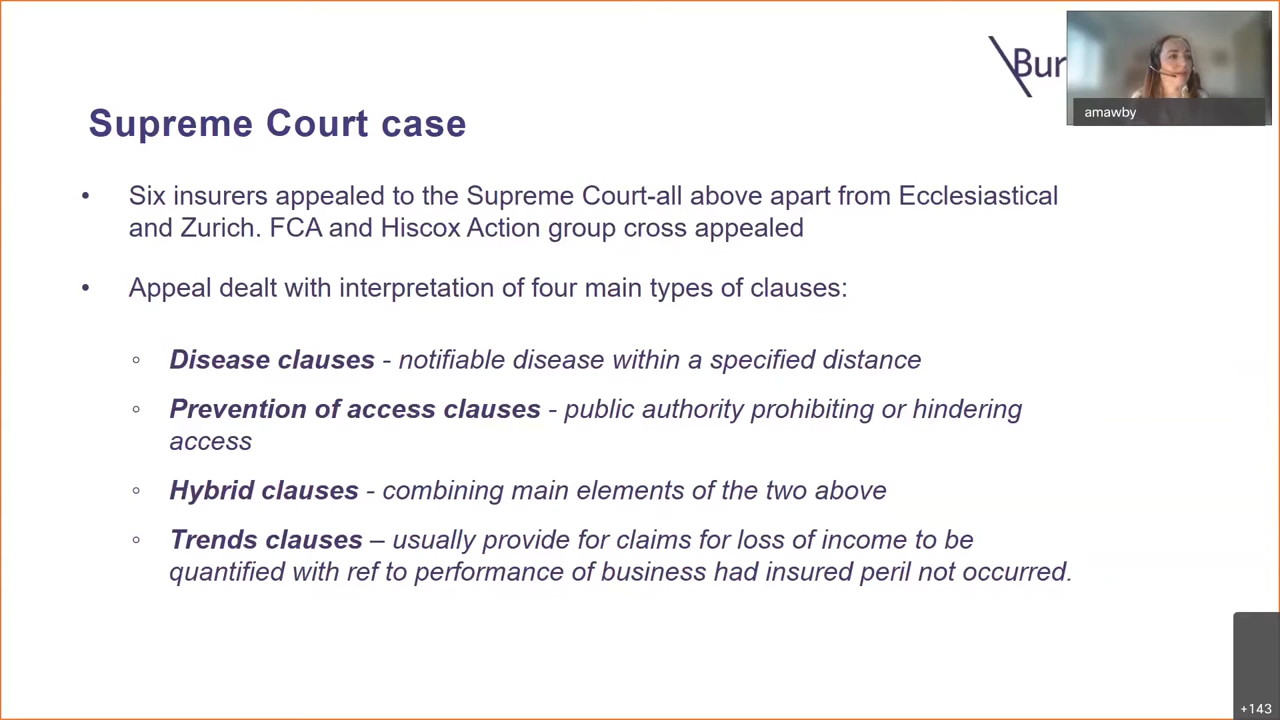 Bur
amawby
Supreme Court case
• Six insurers appealed to the Supreme Court-all above apart from Ecclesiastical
and Zurich. FCA and Hiscox Action group cross appealed
• Appeal dealt with interpretation of four main types of clauses:
◦ Disease clauses - notifiable disease within a specified distance
◦ Prevention of access clauses - public authority prohibiting or hindering
access
◦ Hybrid clauses - combining main elements of the two above
◦ Trends clauses – usually provide for claims for loss of income to be
quantified with ref to performance of business had insured peril not occurred.
+143